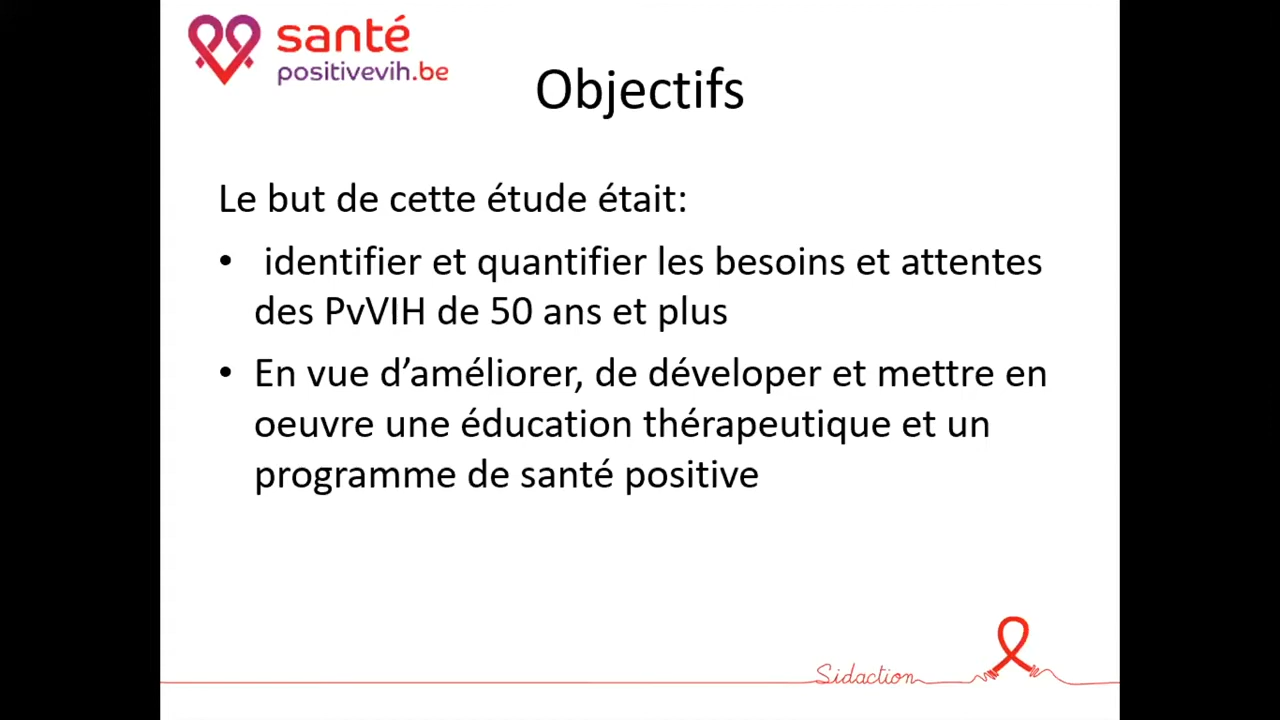 santé
positivevih.be
Objectifs
Le but de cette étude était:
• identifier et quantifier les besoins et attentes
des PvVIH de 50 ans et plus
• En vue d’améliorer, de déveloper et mettre en
oeuvre une éducation thérapeutique et un
programme de santé positive
Sidaction